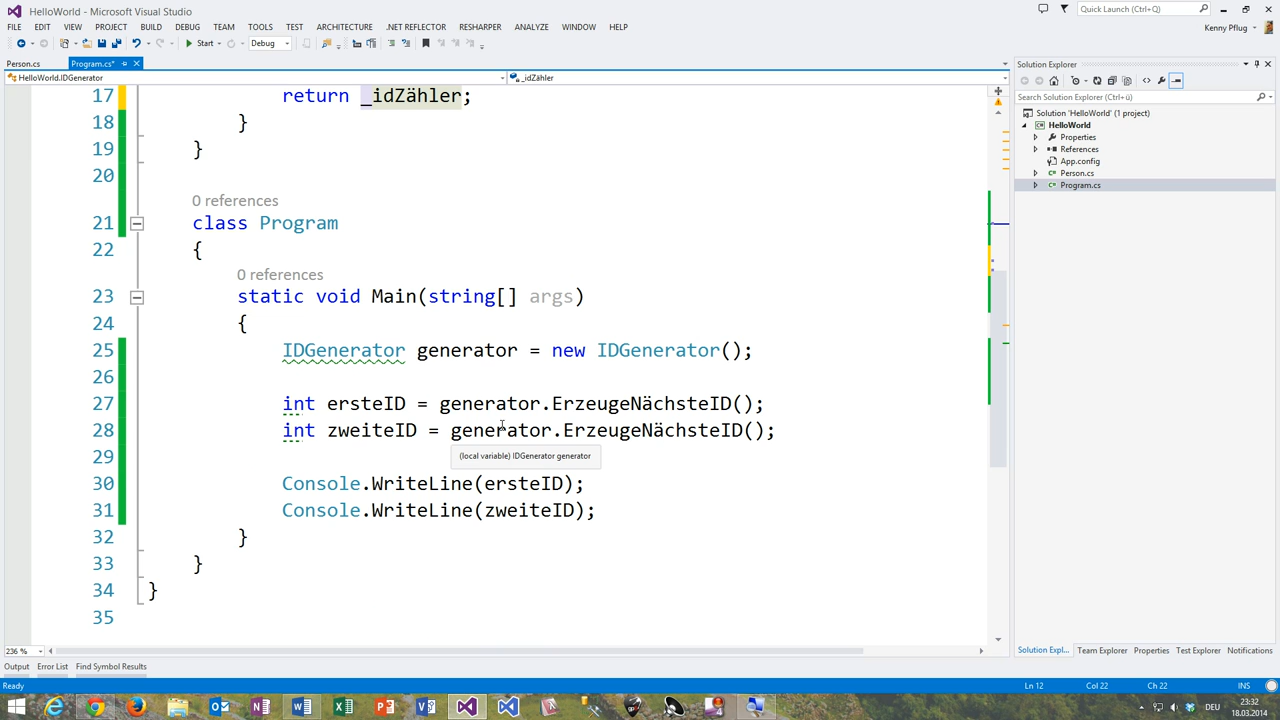 HelloWorld - Microsoft Visual Studio
Quick Launch (Ctrl+Q)
FILE EDIT VIEW PROJECT BUILD DEBUG TEAM TOOLS TEST ARCHITECTURE .NET REFLECTOR RESHARPER ANALYZE WINDOW HELP
Kenny Pflug
Start Debug
Person.cs Program.cs*
Solution Explorer
HelloWorld.IDGenerator _idZähler
Search Solution Explorer (Ctrl+ü)
Solution 'HelloWorld' (1 project)
HelloWorld
Properties
References
App.config
Person.cs
Program.cs
17 return _idZähler;
18 }
19 }
20
0 references
21 class Program
22 {
0 references
23 static void Main(string[] args)
24 {
25 IDGenerator generator = new IDGenerator();
26
27 int ersteID = generator.ErzeugeNächsteID();
28 int zweiteID = generator.ErzeugeNächsteID();
(local variable) IDGenerator generator
29
30 Console.WriteLine(ersteID);
31 Console.WriteLine(zweiteID);
32 }
33 }
34 }
35
236 %
Solution Expl... Team Explorer Properties Test Explorer Notifications
Output Error List Find Symbol Results
Ready Ln 12 Col 22 Ch 22 INS
DEU
23:32
18.03.2014